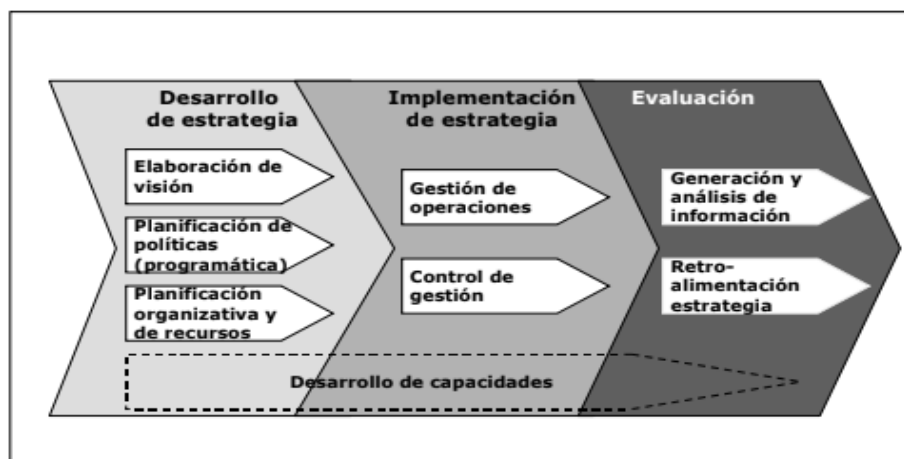 Desarrollo
de estrategia
Elaboración de
visión
Planificación de
políticas
(programática)
Planificación
organizativa y
de recursos
Implementación
de estrategia
Gestión de
operaciones
Control de
gestión
Evaluación
Generación y
análisis de
información
Retro-
alimentación
estrategia
Desarrollo de capacidades